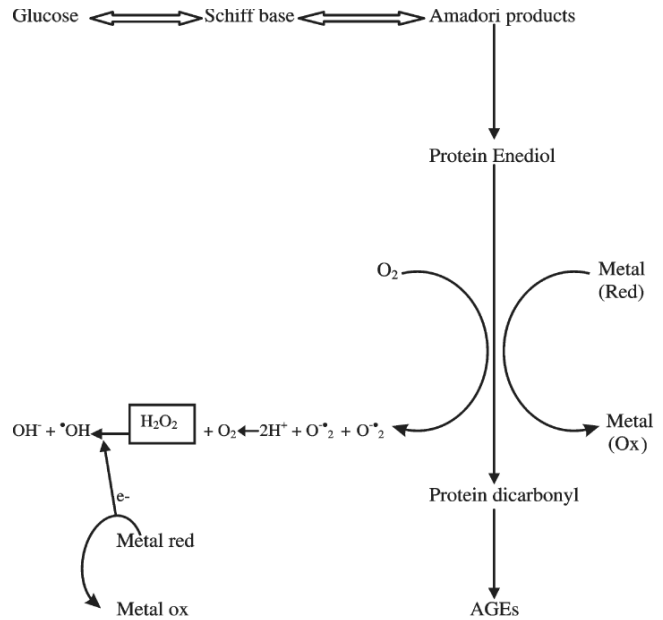 Glucose Schiff base Amadori products
Protein Enediol
O₂ Metal
(Red)
OH⁻ + •OH H₂O₂ + O₂ 2H⁺ + O⁻•₂ + O⁻•₂ Metal
(Ox)
e-
Protein dicarbonyl
Metal red
Metal ox AGEs